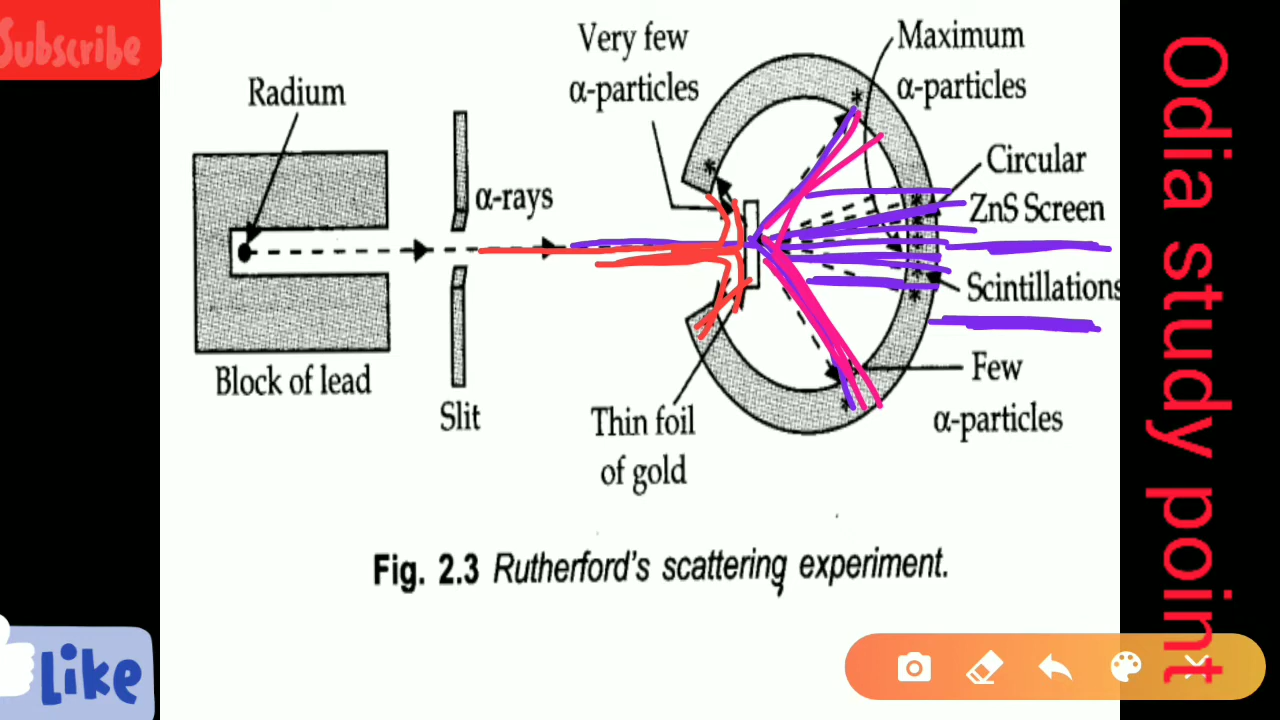 Subscribe
Radium
α-rays
Block of lead
Slit
Very few
α-particles
Maximum
α-particles
Circular
ZnS Screen
Scintillations
Few
α-particles
Thin foil
of gold
Fig. 2.3 Rutherford's scattering experiment.
Like
Odia study point